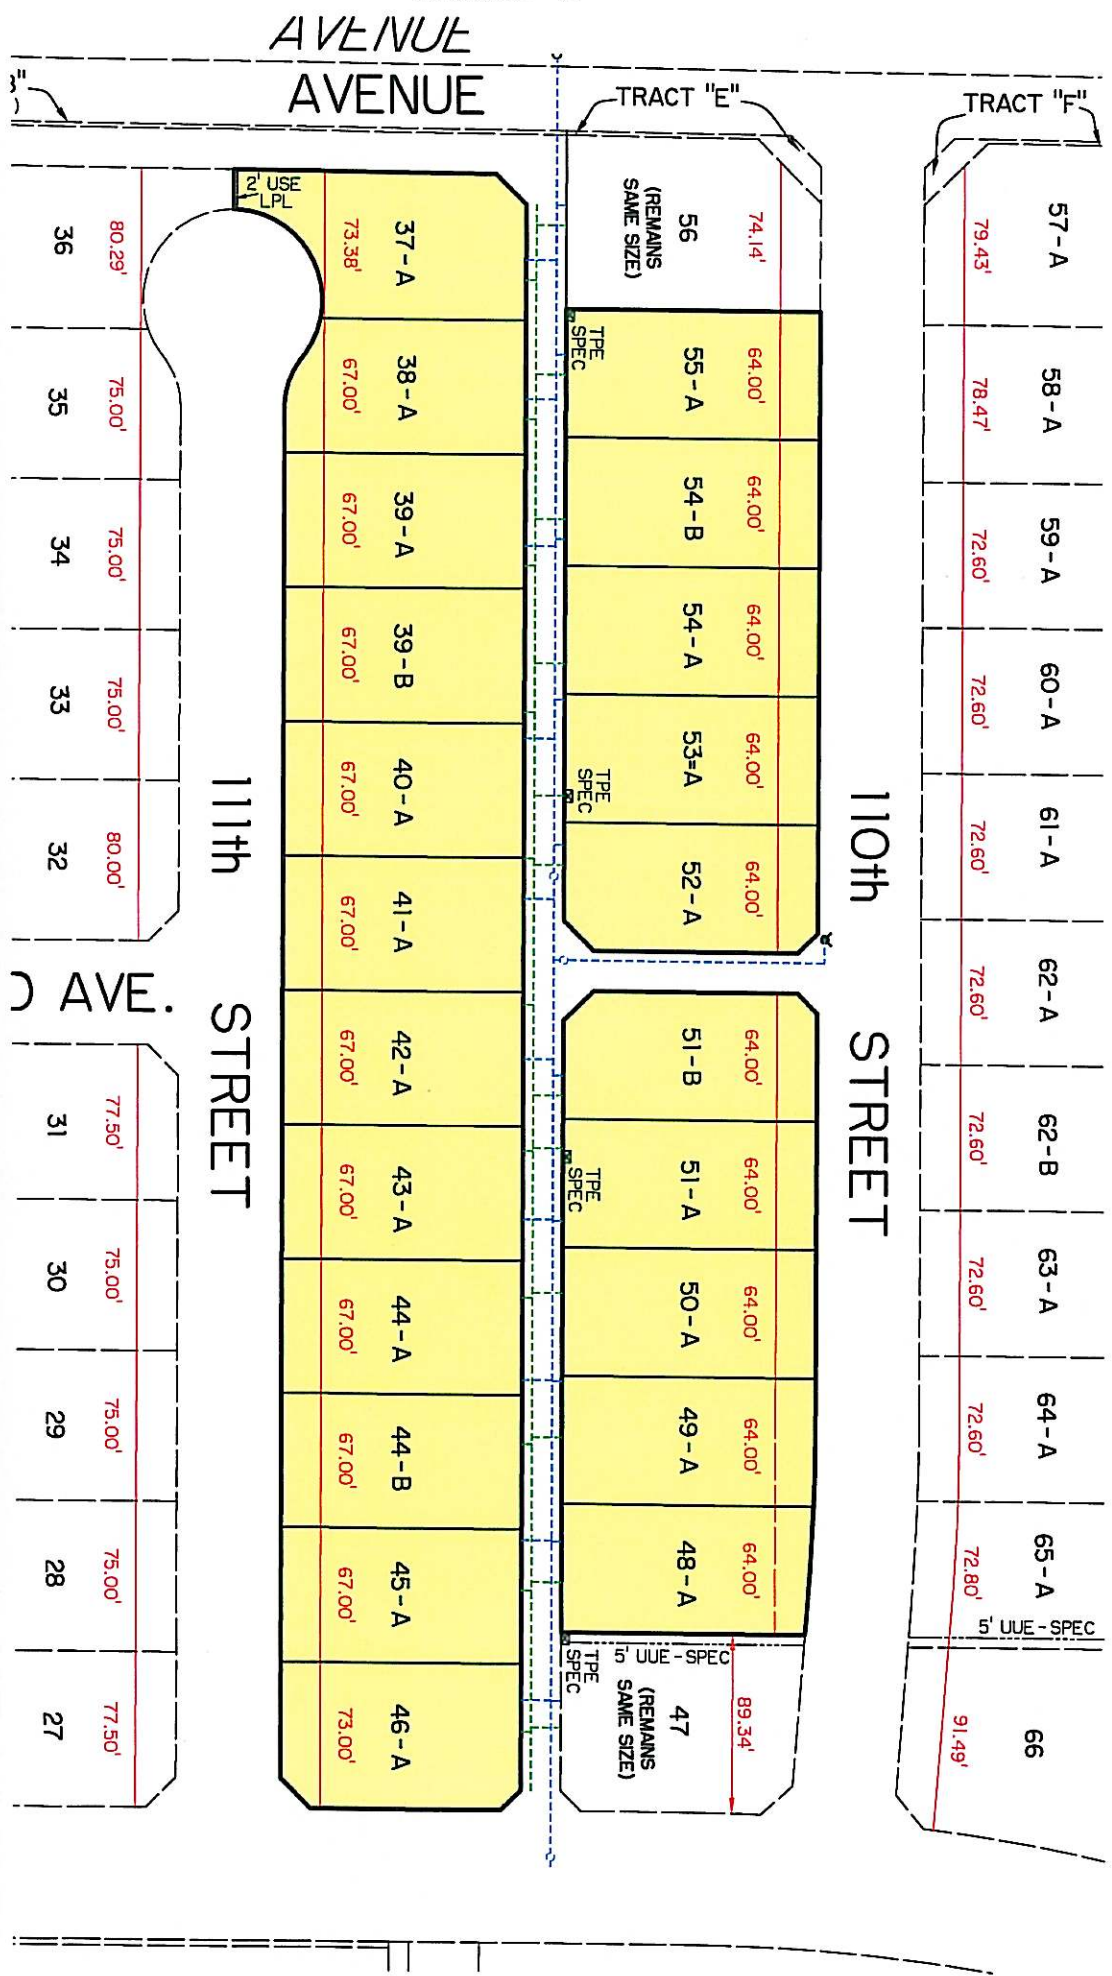 AVENUE
AVENUE
TRACT "E"
TRACT "F"
2' USE
LPL
36
80.29'
35
75.00'
34
75.00'
33
75.00'
32
80.00'
D AVE.
31
77.50'
30
75.00'
29
75.00'
28
75.00'
27
77.50'
111th STREET
37-A
73.38'
38-A
67.00'
39-A
67.00'
39-B
67.00'
40-A
67.00'
41-A
67.00'
42-A
67.00'
43-A
67.00'
44-A
67.00'
44-B
67.00'
45-A
67.00'
46-A
73.00'
74.14'
56
(REMAINS
SAME SIZE)
TPE
SPEC
64.00'
55-A
64.00'
54-B
64.00'
54-A
64.00'
53=A
TPE
SPEC
64.00'
52-A
64.00'
51-B
64.00'
51-A
TPE
SPEC
64.00'
50-A
64.00'
49-A
64.00'
48-A
TPE
SPEC
5' UUE-SPEC
89.34'
47
(REMAINS
SAME SIZE)
110th STREET
57-A
79.43'
58-A
78.47'
59-A
72.60'
60-A
72.60'
61-A
72.60'
62-A
72.60'
62-B
72.60'
63-A
72.60'
64-A
72.60'
65-A
72.80'
5' UUE-SPEC
66
91.49'